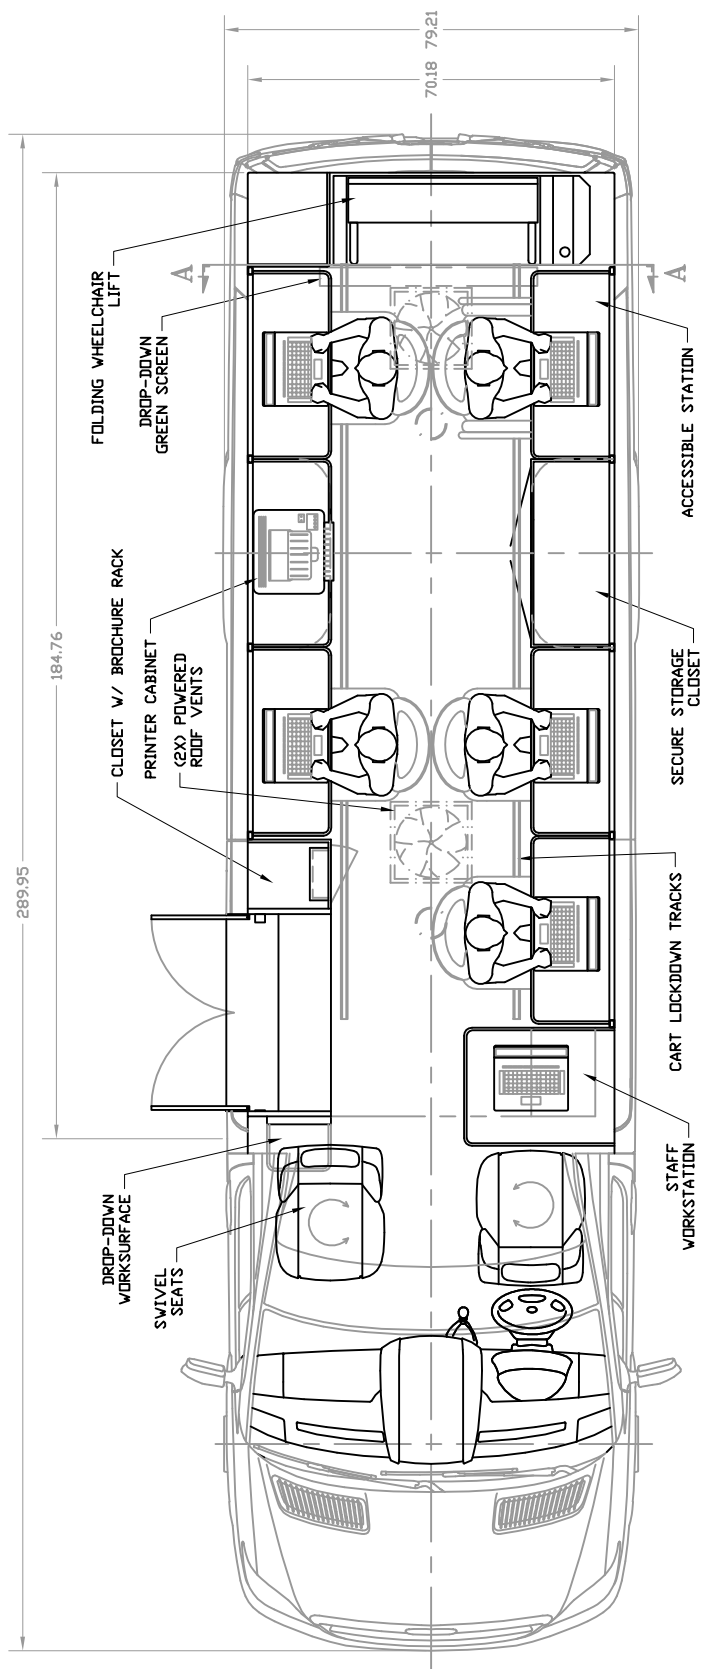 79.21
70.18
A
A
FOLDING WHEELCHAIR
LIFT
DROP-DOWN
GREEN SCREEN
ACCESSIBLE STATION
CLOSET W/ BROCHURE RACK
PRINTER CABINET
(2X) POWERED
ROOF VENTS
184.76
SECURE STORAGE
CLOSET
289.95
CART LOCKDOWN TRACKS
STAFF
WORKSTATION
DROP-DOWN
WORKSURFACE
SWIVEL
SEATS